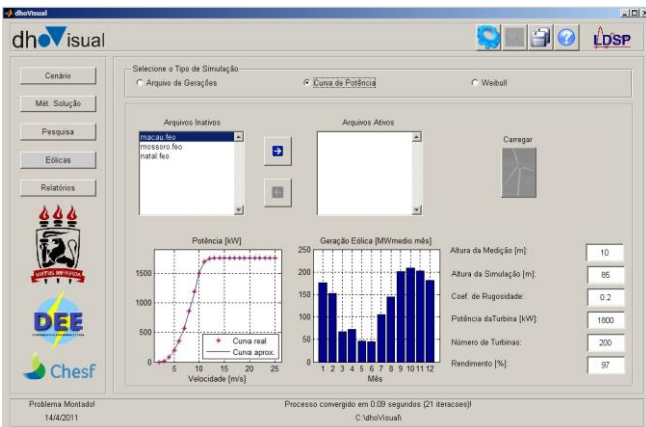 dhoVisual
dhoVisual
LDSP
Selecione o Tipo de Simulação
Arquivo de Gerações
Curva de Potência
Weibull
Cenário
Mét. Solução
Pesquisa
Eólicas
Relatórios
VIRTUS IMPAVIDA
DEE
Chesf
Arquivos Inativos
macau.feo
mossoro.feo
natal.feo
Arquivos Ativos
Carregar
Potência [kW]
1500
1000
500
0
5 10 15 20 25
Curva real
Curva aprox.
Velocidade [m/s]
Geração Eólica [MWmedio.mês]
250
200
150
100
50
0
1 2 3 4 5 6 7 8 9 10 11 12
Mês
Altura da Medição [m]: 10
Altura da Simulação [m]: 85
Coef. de Rugosidade: 0.2
Potência daTurbina [kW]: 1800
Número de Turbinas: 200
Rendimento [%]: 97
Problema Montado!
14/4/2011
Processo convergido em 0.09 segundos (21 iteracoes)!
C:\dhoVisual\